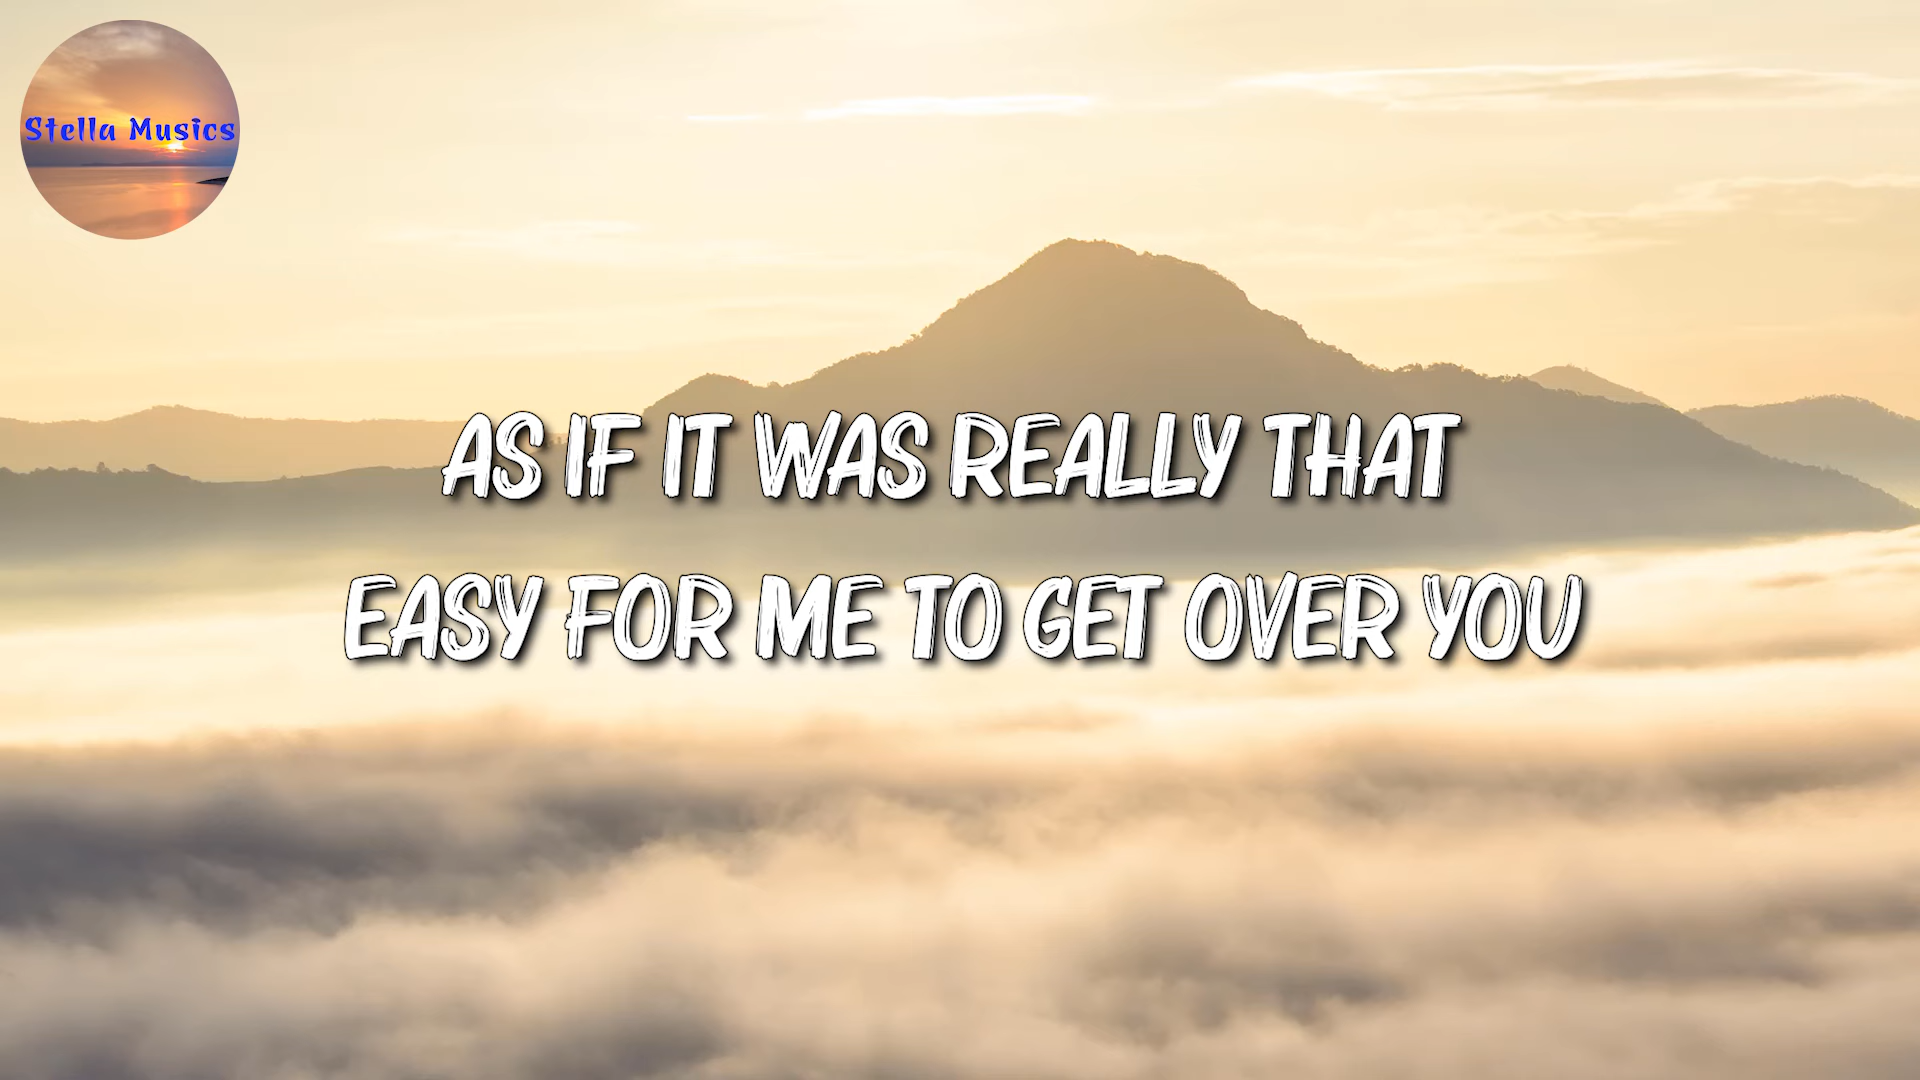 Stella Musics
AS IF IT WAS REALLY THAT
EASY FOR ME TO GET OVER YOU